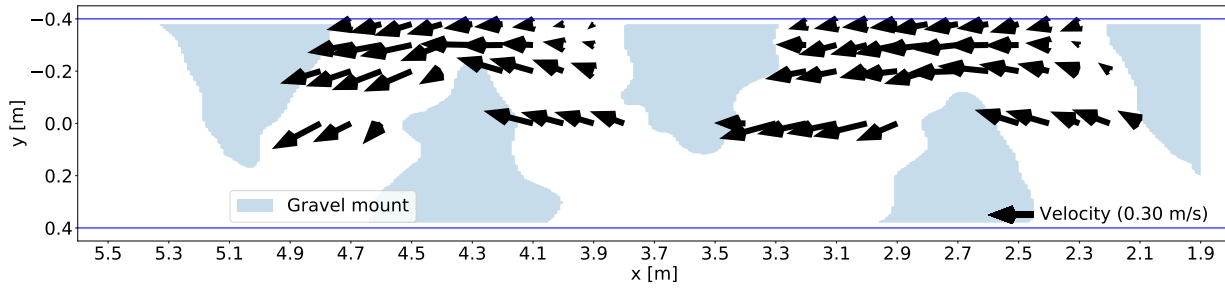 −0.4
−0.2
0.0
0.2
0.4
y [m]
Gravel mount
Velocity (0.30 m/s)
5.5 5.3 5.1 4.9 4.7 4.5 4.3 4.1 3.9 3.7 3.5 3.3 3.1 2.9 2.7 2.5 2.3 2.1 1.9
x [m]